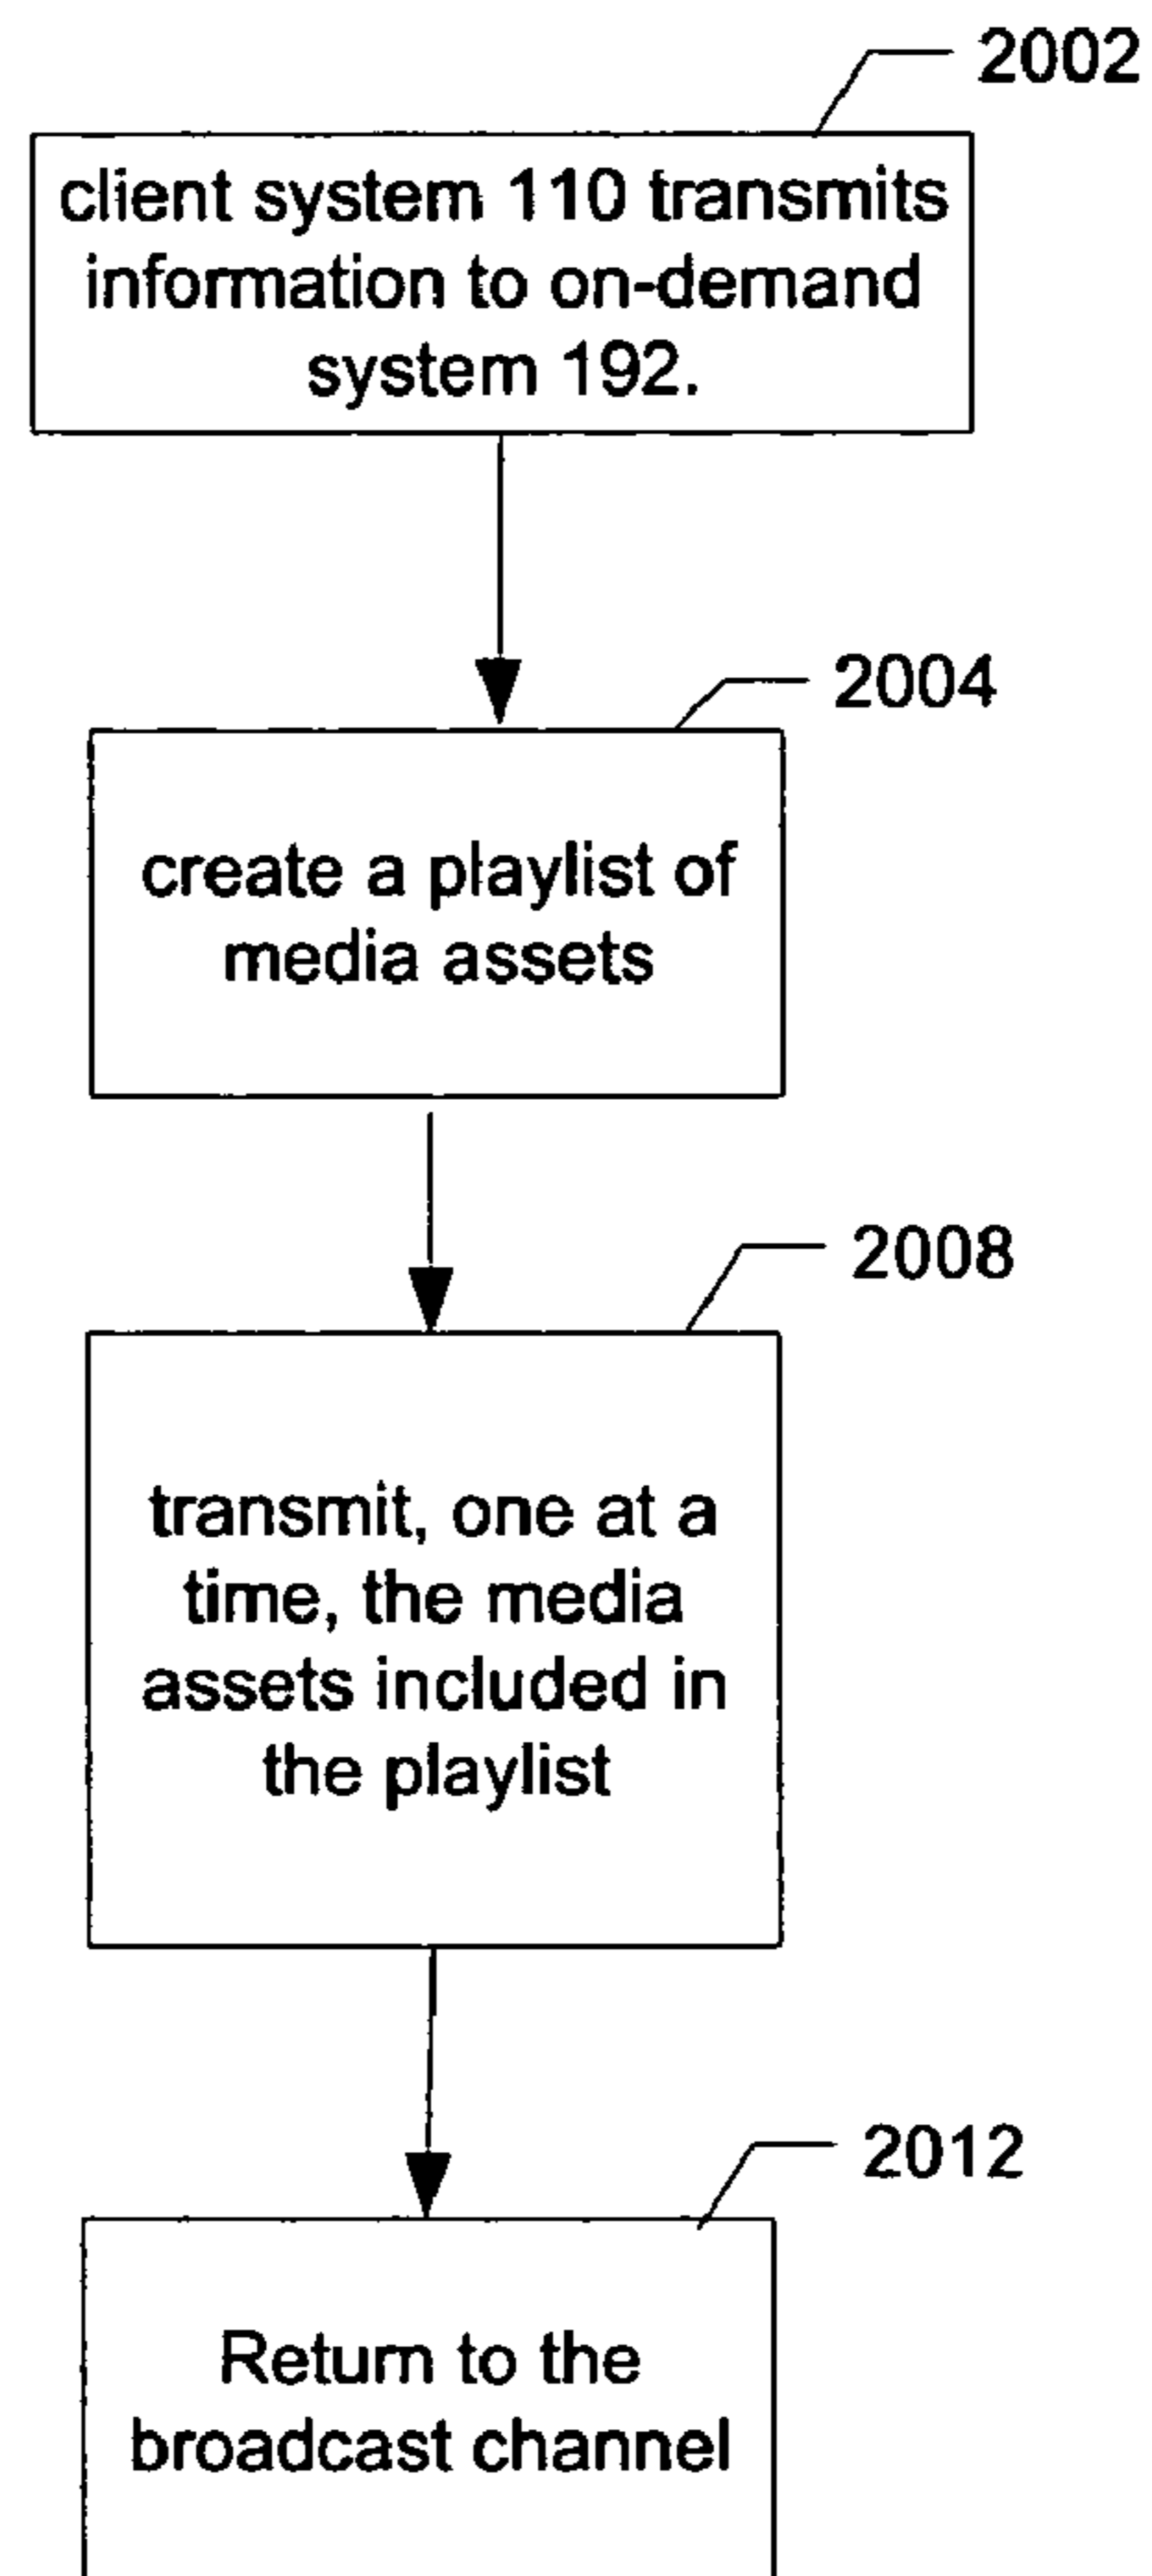 2002
client system 110 transmits
information to on-demand
system 192.
2004
create a playlist of
media assets
2008
transmit, one at a
time, the media
assets included in
the playlist
2012
Return to the
broadcast channel